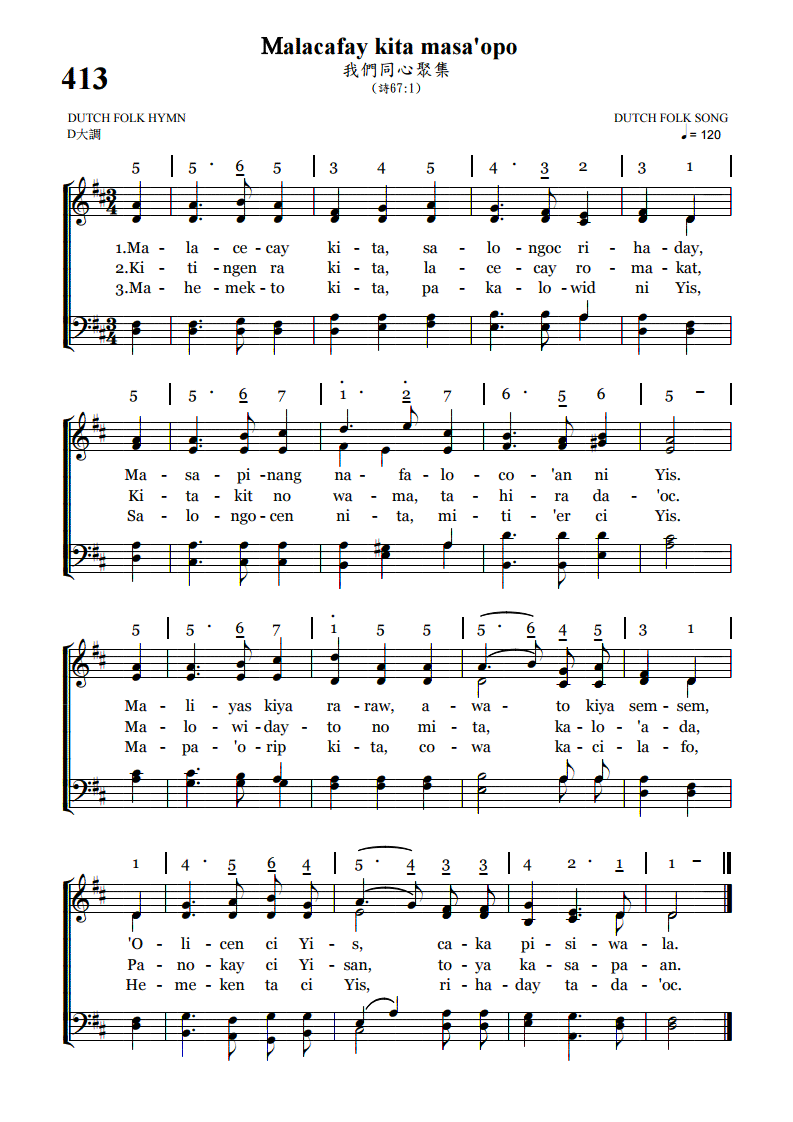 Malacafay kita masa'opo
413
我們同心聚集
(詩67:1)
DUTCH FOLK HYMN
DUTCH FOLK SONG
D大調
♩= 120
5 | 5 · 6 5 | 3 4 5 | 4 · 3 2 | 3 1 |
3/4
1.Ma - la - ce - cay ki - ta, sa - lo - ngoc ri - ha - day,
2.Ki - ti - ngen ra ki - ta, la - ce - cay ro - ma - kat,
3.Ma - he - mek - to ki - ta, pa - ka - lo - wid ni Yis,
3/4
5 | 5 · 6 7 | 1 · 2 7 | 6 · 5 6 | 5 – |
Ma - sa - pi - nang na - fa - lo - co - 'an ni Yis.
Ki - ta - kit no wa - ma, ta - hi - ra da - 'oc.
Sa - lo - ngo - cen ni - ta, mi - ti - 'er ci Yis.
5 | 5 · 6 7 | 1 5 5 | 5 · 6 4 5 | 3 1 |
Ma - li - yas kiya ra - raw, a - wa - to kiya sem - sem,
Ma - lo - wi - day - to no mi - ta, ka - lo - 'a - da,
Ma - pa - 'o - rip ki - ta, co - wa ka - ci - la - fo,
1 | 4 · 5 6 4 | 5 · 4 3 3 | 4 2 · 1 | 1 – ||
'O - li - cen ci Yi - s, ca - ka pi - si - wa - la.
Pa - no - kay ci Yi - san, to - ya ka - sa - pa - an.
He - me - ken ta ci Yis, ri - ha - day ta - da - 'oc.